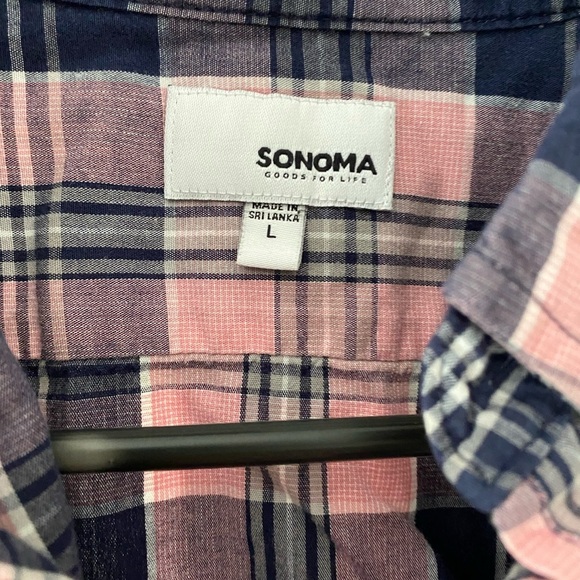 SONOMA
GOODS FOR LIFE
MADE IN
SRI LANKA
L